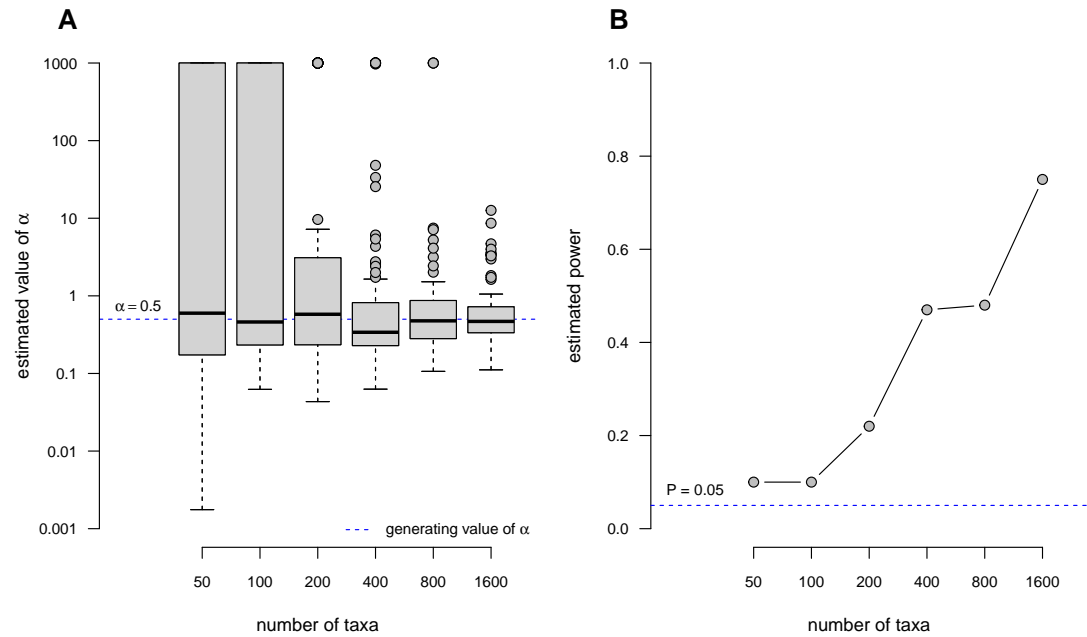 A
estimated value of α
1000
100
10
1
0.1
0.01
0.001
α = 0.5
generating value of α
50 100 200 400 800 1600
number of taxa
B
estimated power
1.0
0.8
0.6
0.4
0.2
0.0
P = 0.05
50 100 200 400 800 1600
number of taxa